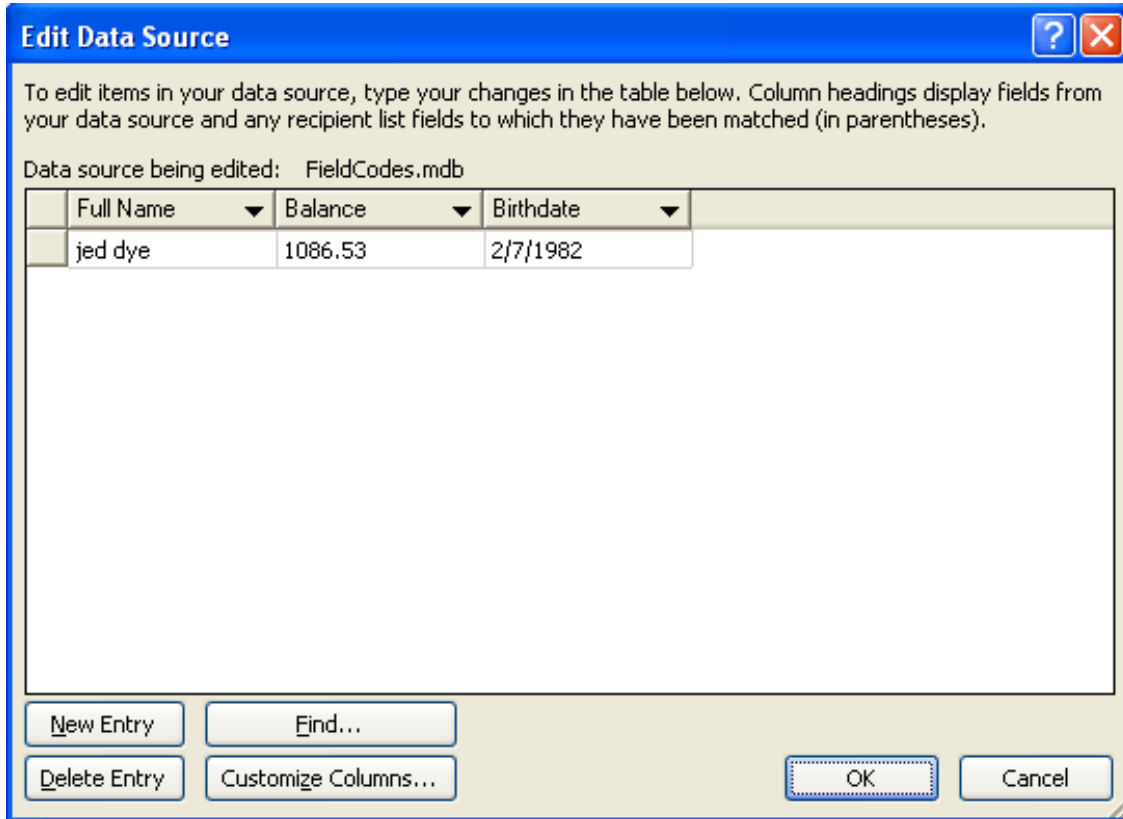 Edit Data Source
To edit items in your data source, type your changes in the table below. Column headings display fields from
your data source and any recipient list fields to which they have been matched (in parentheses).
Data source being edited: FieldCodes.mdb
Full Name Balance Birthdate
jed dye 1086.53 2/7/1982
New Entry Find...
Delete Entry Customize Columns... OK Cancel